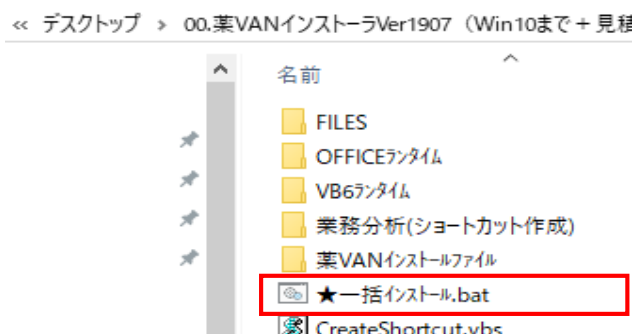 « デスクトップ › 00.薬VANインストーラVer1907（Win10まで＋見積
名前
FILES
OFFICEﾗﾝﾀｲﾑ
VB6ﾗﾝﾀｲﾑ
業務分析(ショートカット作成)
薬VANｲﾝｽﾄｰﾙﾌｧｲﾙ
★一括ｲﾝｽﾄｰﾙ.bat
CreateShortcut.vbs